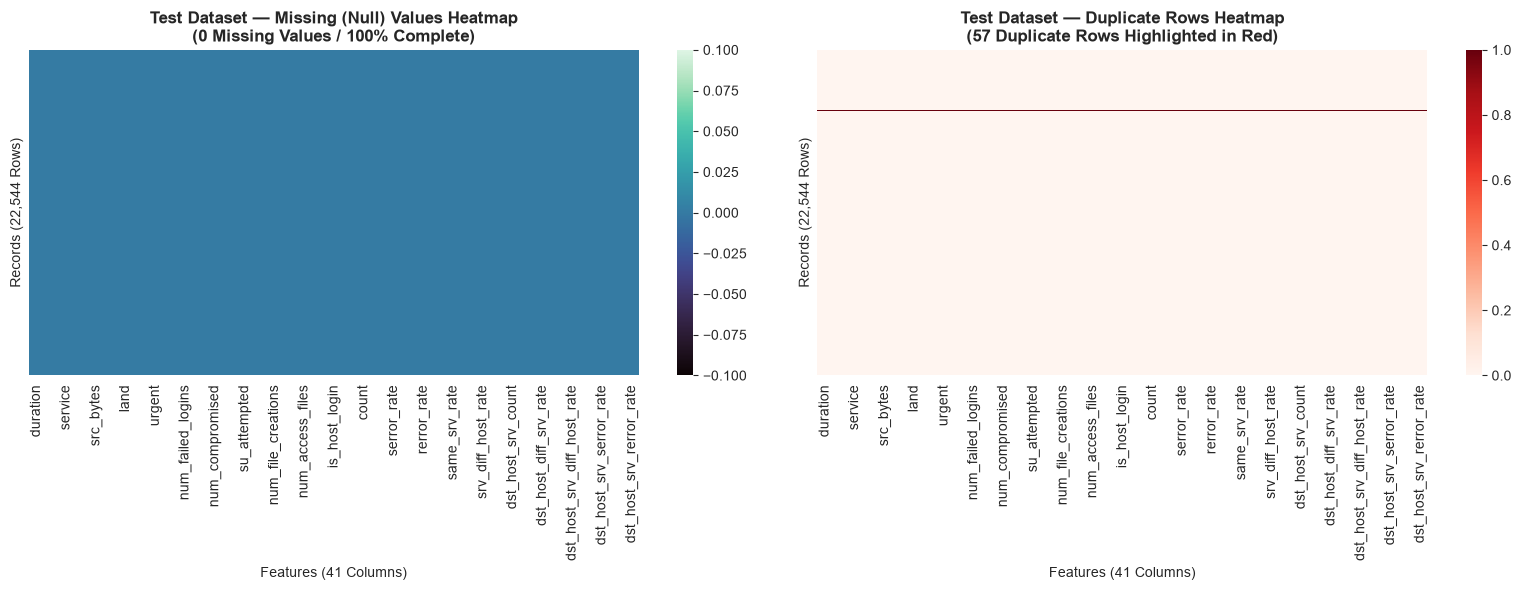 Test Dataset — Missing (Null) Values Heatmap
(0 Missing Values / 100% Complete)
Records (22,544 Rows)
0.100
0.075
0.050
0.025
0.000
−0.025
−0.050
−0.075
−0.100
duration
service
src_bytes
land
urgent
num_failed_logins
num_compromised
su_attempted
num_file_creations
num_access_files
is_host_login
count
serror_rate
rerror_rate
same_srv_rate
srv_diff_host_rate
dst_host_srv_count
dst_host_diff_srv_rate
dst_host_srv_diff_host_rate
dst_host_srv_serror_rate
dst_host_srv_rerror_rate
Features (41 Columns)
Test Dataset — Duplicate Rows Heatmap
(57 Duplicate Rows Highlighted in Red)
Records (22,544 Rows)
1.0
0.8
0.6
0.4
0.2
0.0
duration
service
src_bytes
land
urgent
num_failed_logins
num_compromised
su_attempted
num_file_creations
num_access_files
is_host_login
count
serror_rate
rerror_rate
same_srv_rate
srv_diff_host_rate
dst_host_srv_count
dst_host_diff_srv_rate
dst_host_srv_diff_host_rate
dst_host_srv_serror_rate
dst_host_srv_rerror_rate
Features (41 Columns)